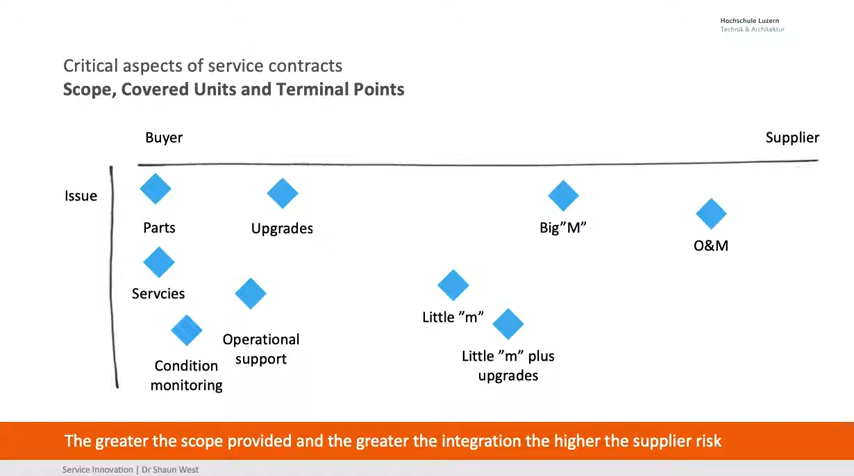 Hochschule Luzern
Technik & Architektur
Critical aspects of service contracts
Scope, Covered Units and Terminal Points
Buyer
Supplier
Issue
Parts
Upgrades
Big”M”
O&M
Servcies
Operational
support
Little ”m”
Condition
monitoring
Little ”m” plus
upgrades
The greater the scope provided and the greater the integration the higher the supplier risk
Service Innovation | Dr Shaun West